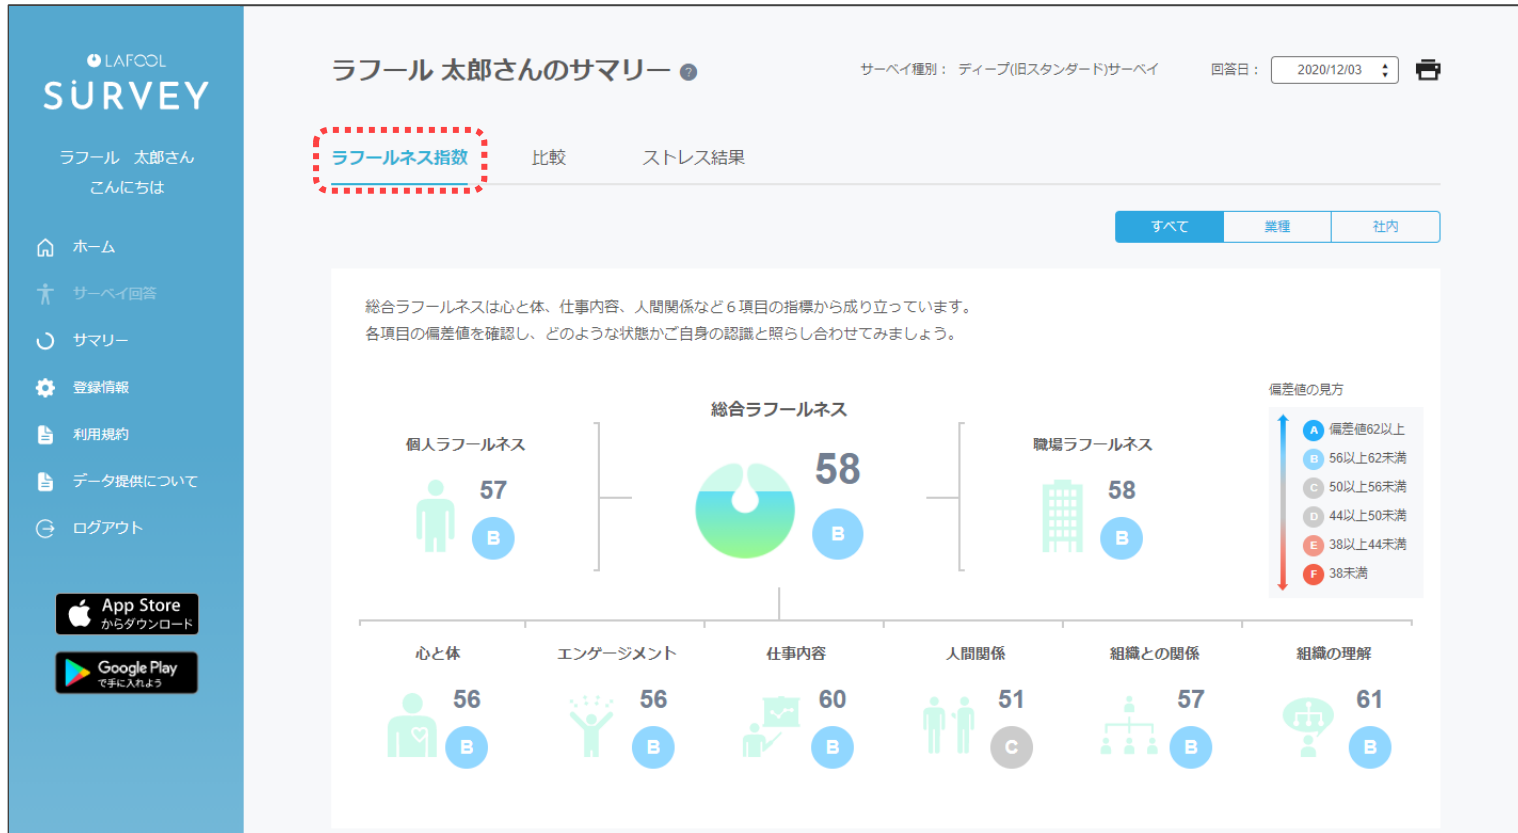 LAFOOL
SURVEY
ラフール 太郎さん
こんにちは
ホーム
サーベイ回答
サマリー
登録情報
利用規約
データ提供について
ログアウト
App Store
からダウンロード
Google Play
で手に入れよう
ラフール 太郎さんのサマリー ?
サーベイ種別： ディープ(旧スタンダード)サーベイ
回答日： 2020/12/03
ラフールネス指数 比較 ストレス結果
すべて 業種 社内
総合ラフールネスは心と体、仕事内容、人間関係など６項目の指標から成り立っています。
各項目の偏差値を確認し、どのような状態かご自身の認識と照らし合わせてみましょう。
個人ラフールネス
57
B
総合ラフールネス
58
B
職場ラフールネス
58
B
偏差値の見方
A 偏差値62以上
B 56以上62未満
C 50以上56未満
D 44以上50未満
E 38以上44未満
F 38未満
心と体
56
B
エンゲージメント
56
B
仕事内容
60
B
人間関係
51
C
組織との関係
57
B
組織の理解
61
B